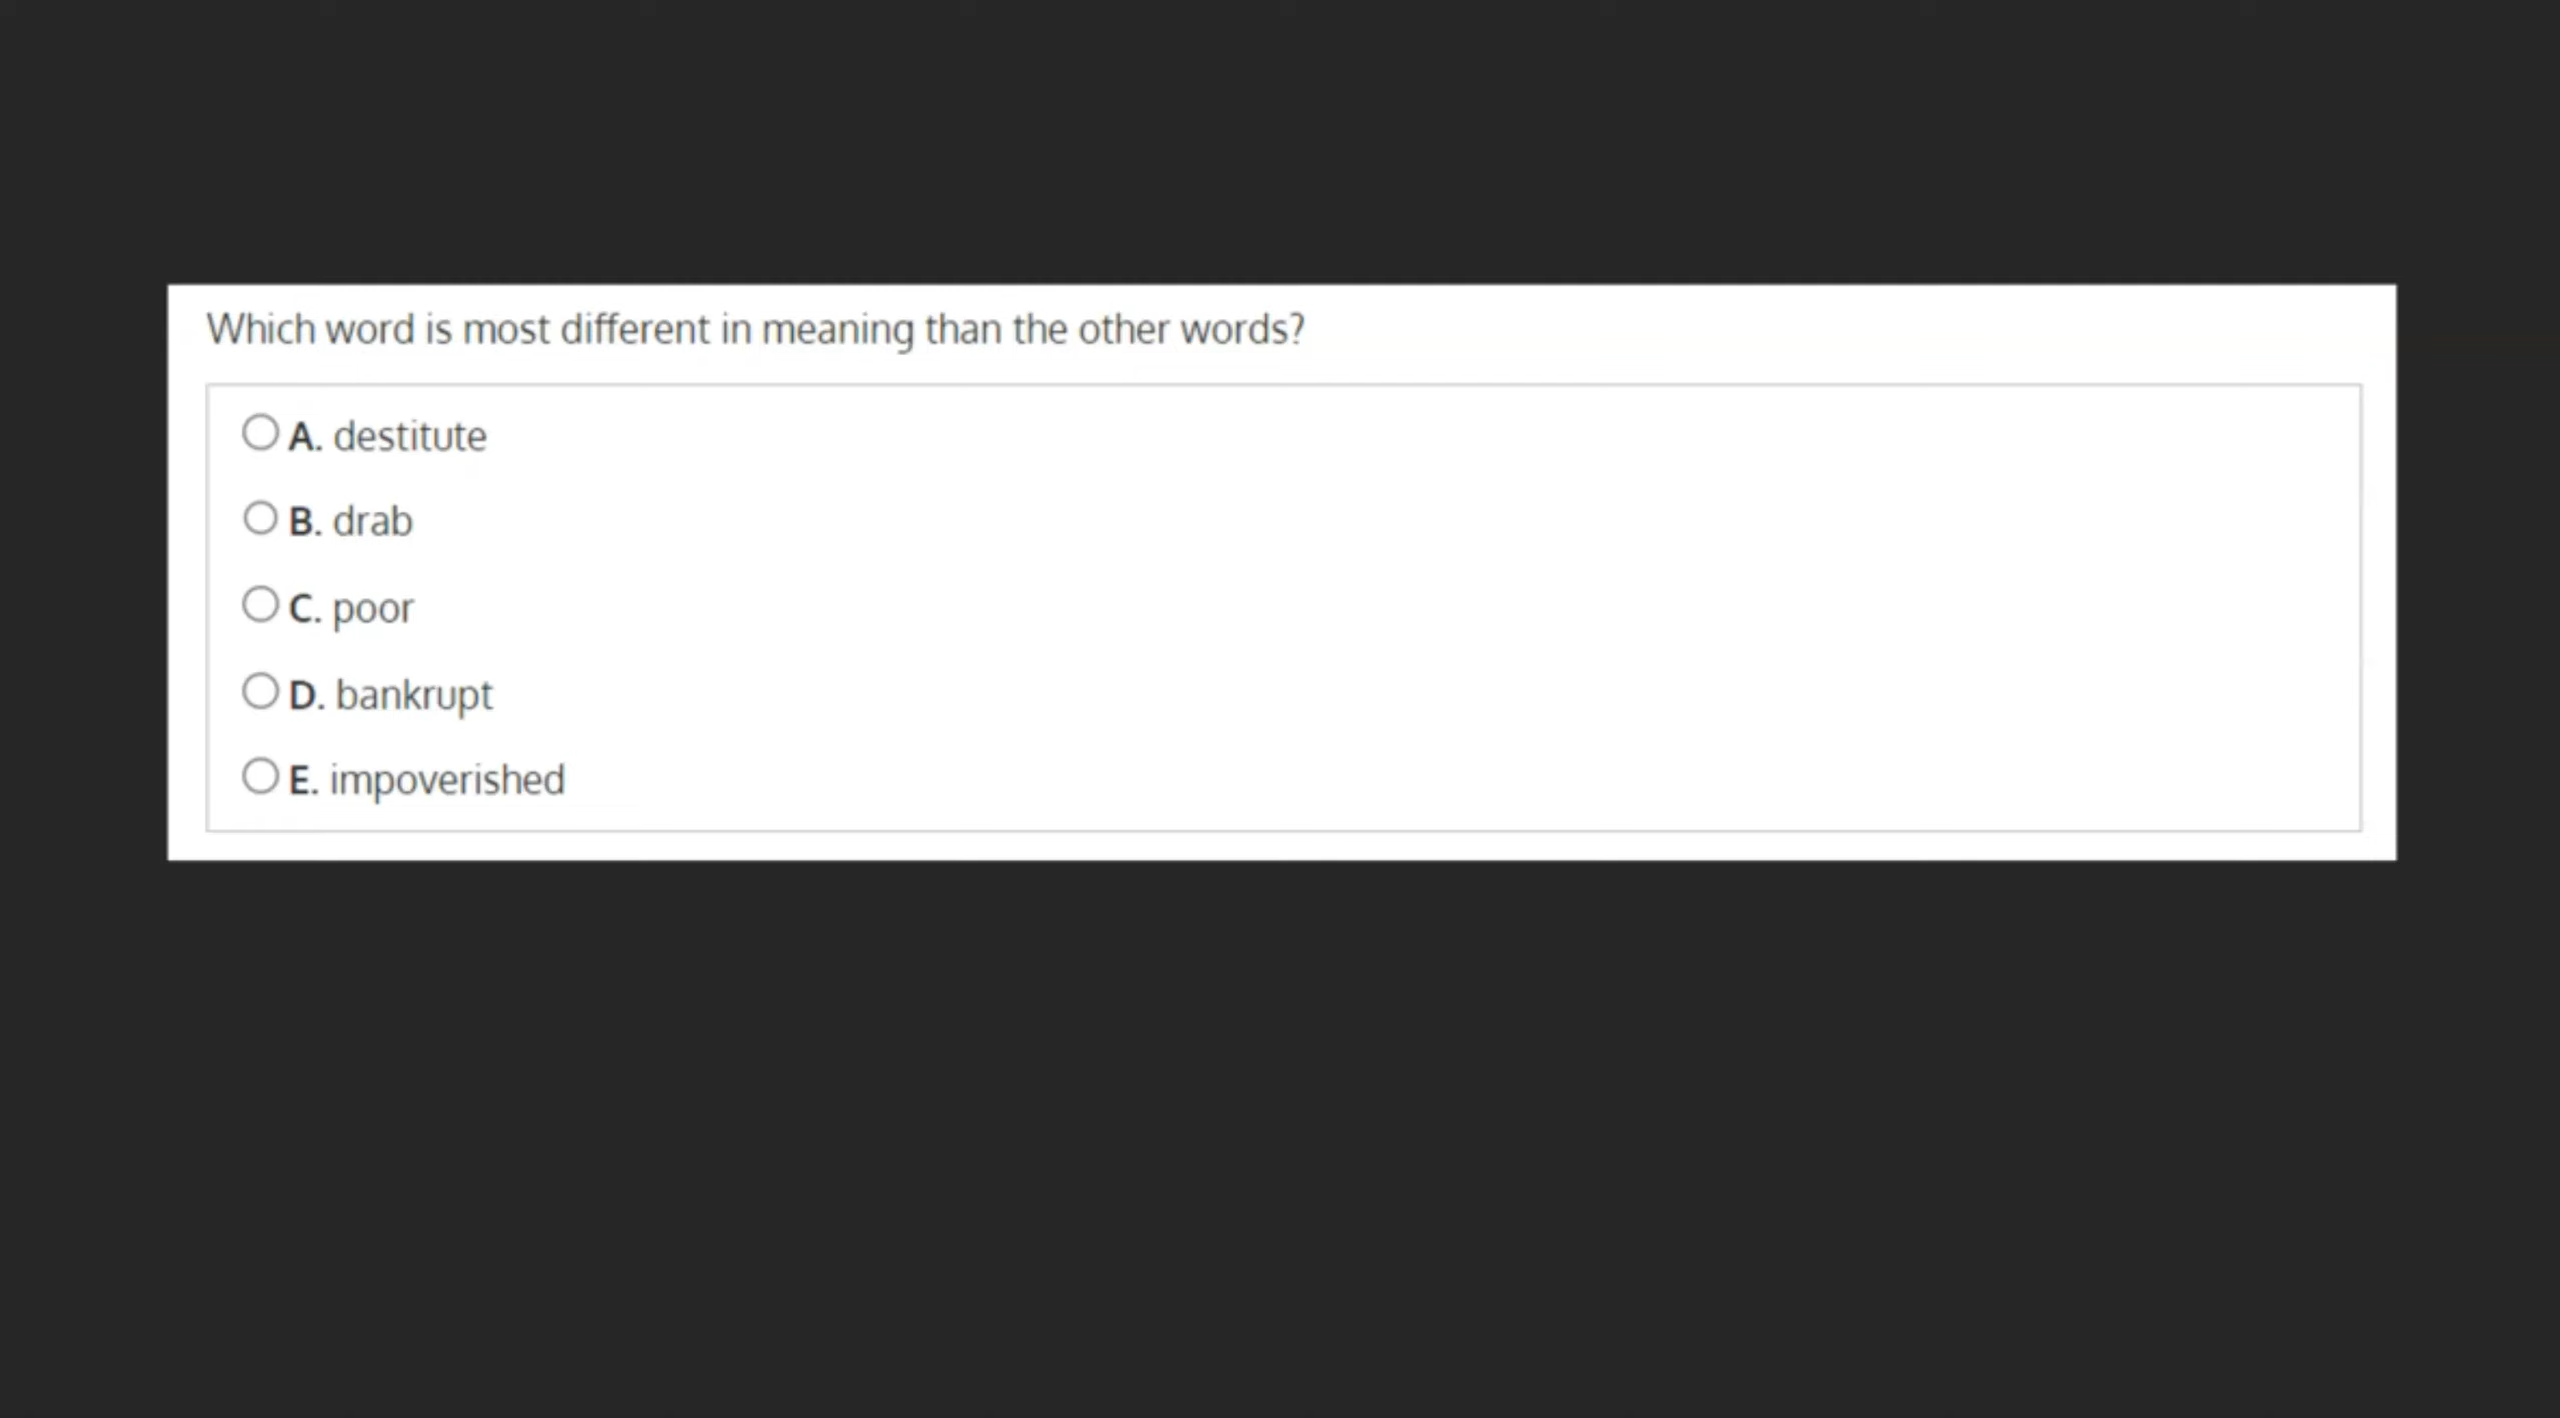 Which word is most different in meaning than the other words?
A. destitute
B. drab
C. poor
D. bankrupt
E. impoverished